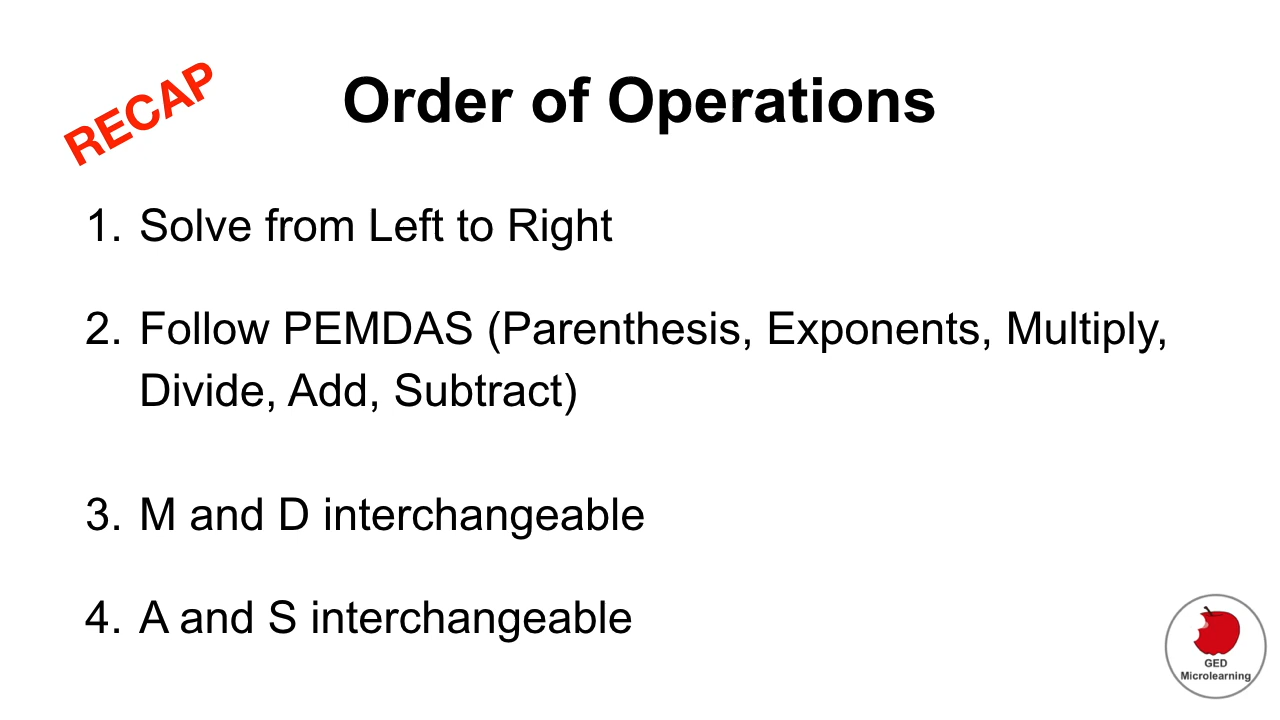 RECAP
Order of Operations
1. Solve from Left to Right
2. Follow PEMDAS (Parenthesis, Exponents, Multiply,
Divide, Add, Subtract)
3. M and D interchangeable
4. A and S interchangeable
GED
Microlearning